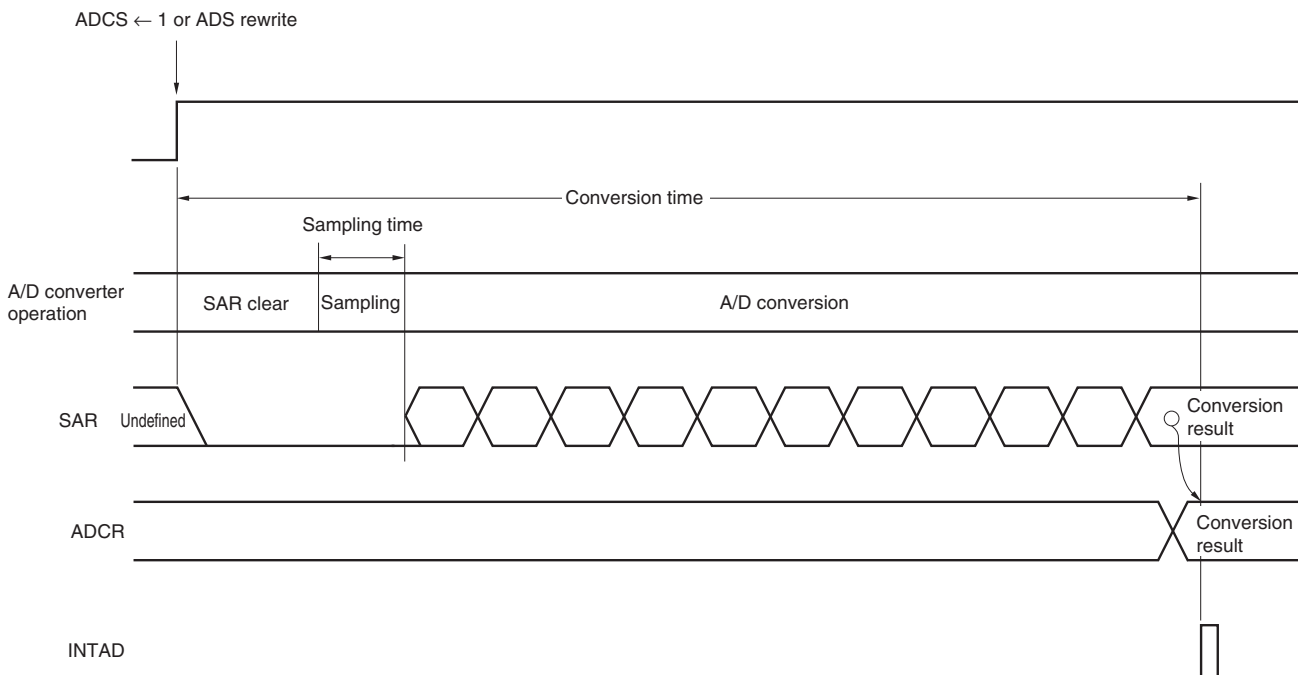 ADCS ← 1 or ADS rewrite
Conversion time
Sampling time
A/D converter
operation
SAR clear
Sampling
A/D conversion
SAR
Undefined
Conversion
result
ADCR
Conversion
result
INTAD